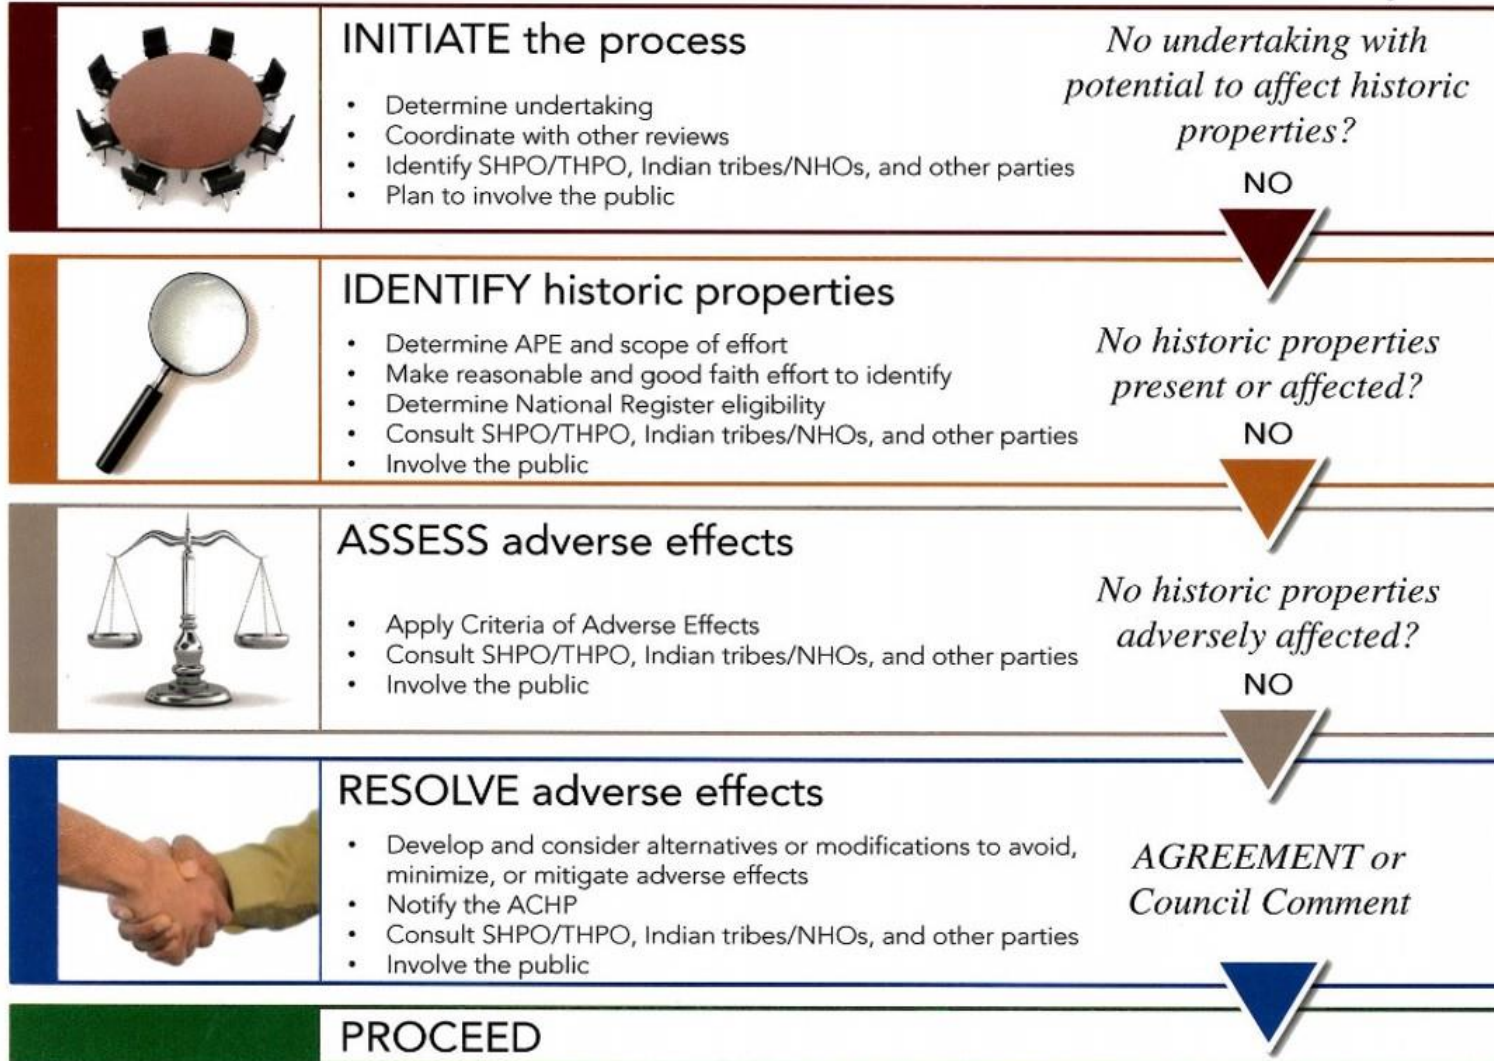 INITIATE the process
• Determine undertaking
• Coordinate with other reviews
• Identify SHPO/THPO, Indian tribes/NHOs, and other parties
• Plan to involve the public
No undertaking with
potential to affect historic
properties?
NO
IDENTIFY historic properties
• Determine APE and scope of effort
• Make reasonable and good faith effort to identify
• Determine National Register eligibility
• Consult SHPO/THPO, Indian tribes/NHOs, and other parties
• Involve the public
No historic properties
present or affected?
NO
ASSESS adverse effects
• Apply Criteria of Adverse Effects
• Consult SHPO/THPO, Indian tribes/NHOs, and other parties
• Involve the public
No historic properties
adversely affected?
NO
RESOLVE adverse effects
• Develop and consider alternatives or modifications to avoid,
minimize, or mitigate adverse effects
• Notify the ACHP
• Consult SHPO/THPO, Indian tribes/NHOs, and other parties
• Involve the public
AGREEMENT or
Council Comment
PROCEED